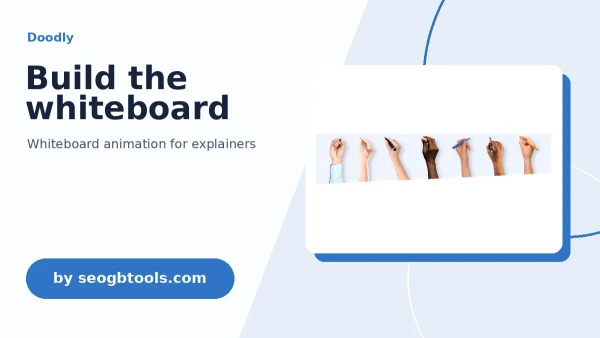 Doodly
Build the
whiteboard
Whiteboard animation for explainers
by seogbtools.com